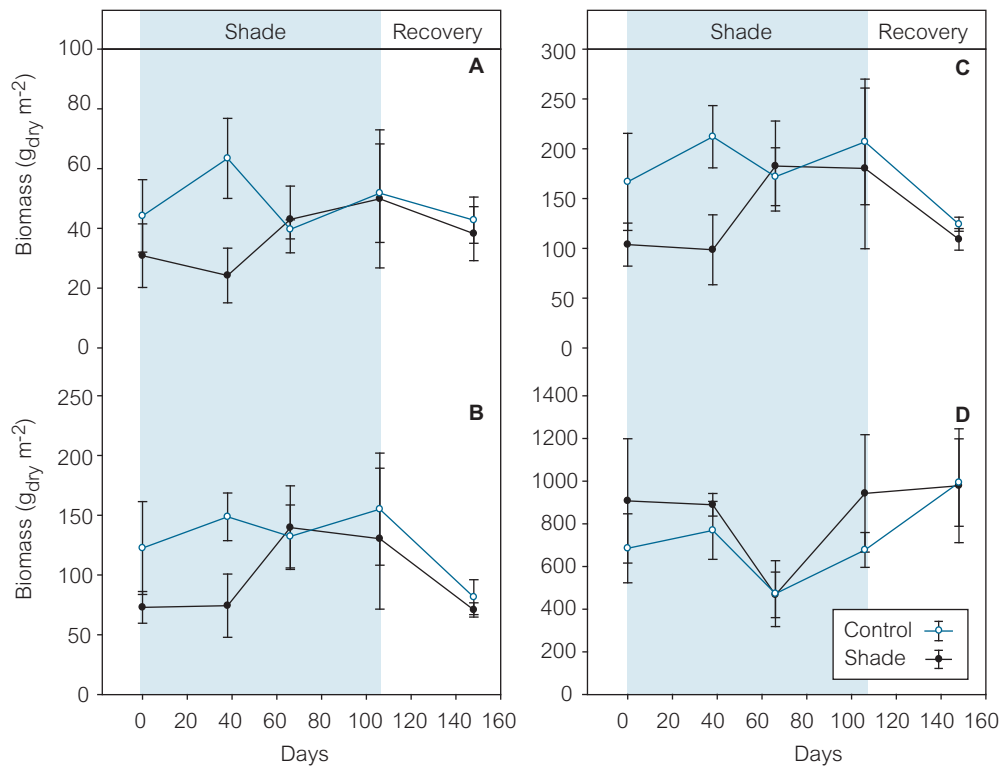 Shade Recovery Shade Recovery
100 A 300 C
80 250
60 200
40 150
20 100
0 50
0
Biomass (gdry m-2)
250 B 1400 D
200 1200
150 1000
100 800
50 600
0 400
200
0
Biomass (gdry m-2)
Control
Shade
0 20 40 60 80 100 120 140 160 0 20 40 60 80 100 120 140 160
Days Days